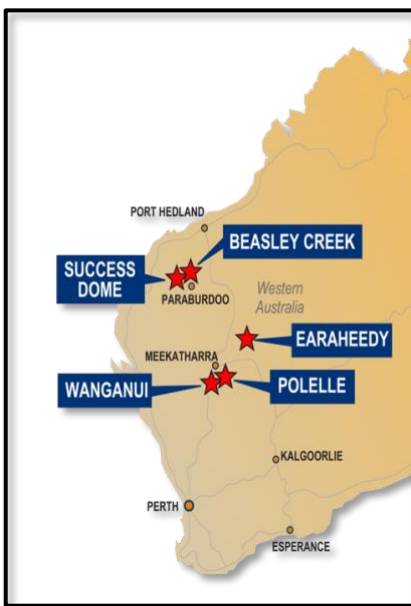 PORT HEDLAND
BEASLEY CREEK
SUCCESS
DOME
PARABURDOO
Western
Australia
EARAHEEDY
MEEKATHARRA
WANGANUI
POLELLE
KALGOORLIE
PERTH
ESPERANCE